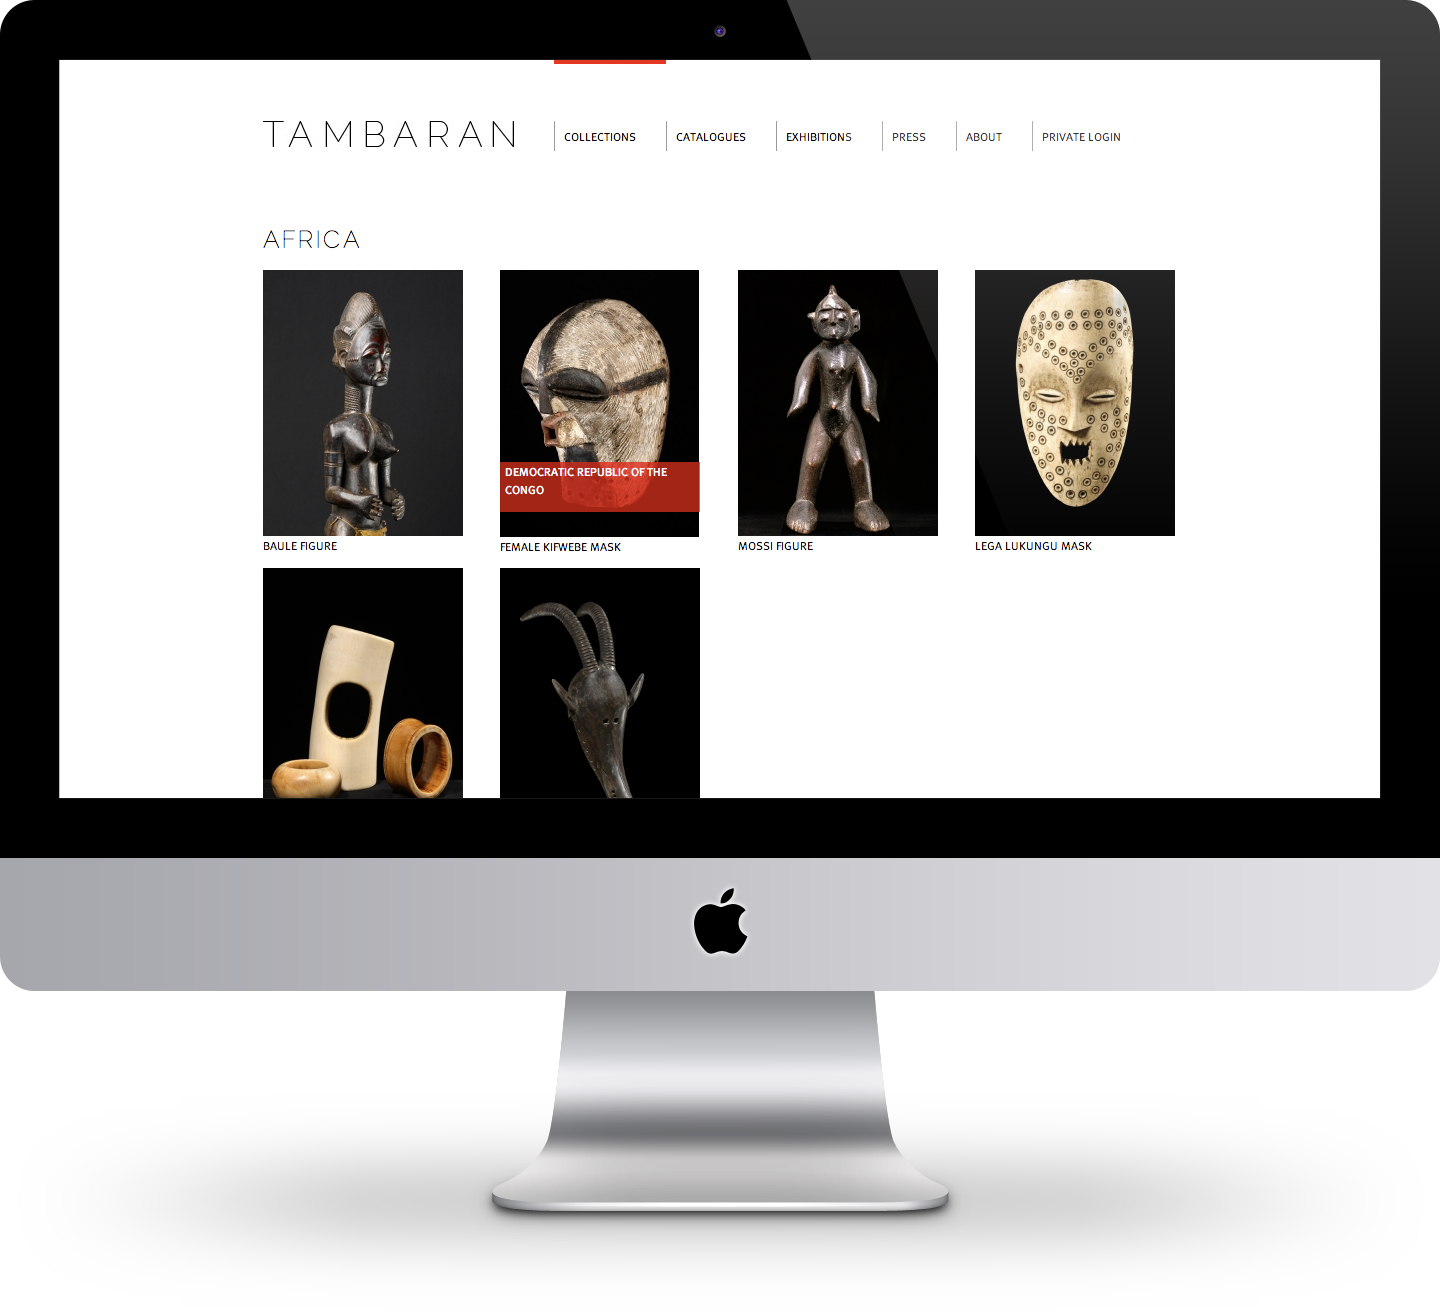 TAMBARAN
COLLECTIONS
CATALOGUES
EXHIBITIONS
PRESS
ABOUT
PRIVATE LOGIN
AFRICA
DEMOCRATIC REPUBLIC OF THE
CONGO
BAULE FIGURE
FEMALE KIFWEBE MASK
MOSSI FIGURE
LEGA LUKUNGU MASK